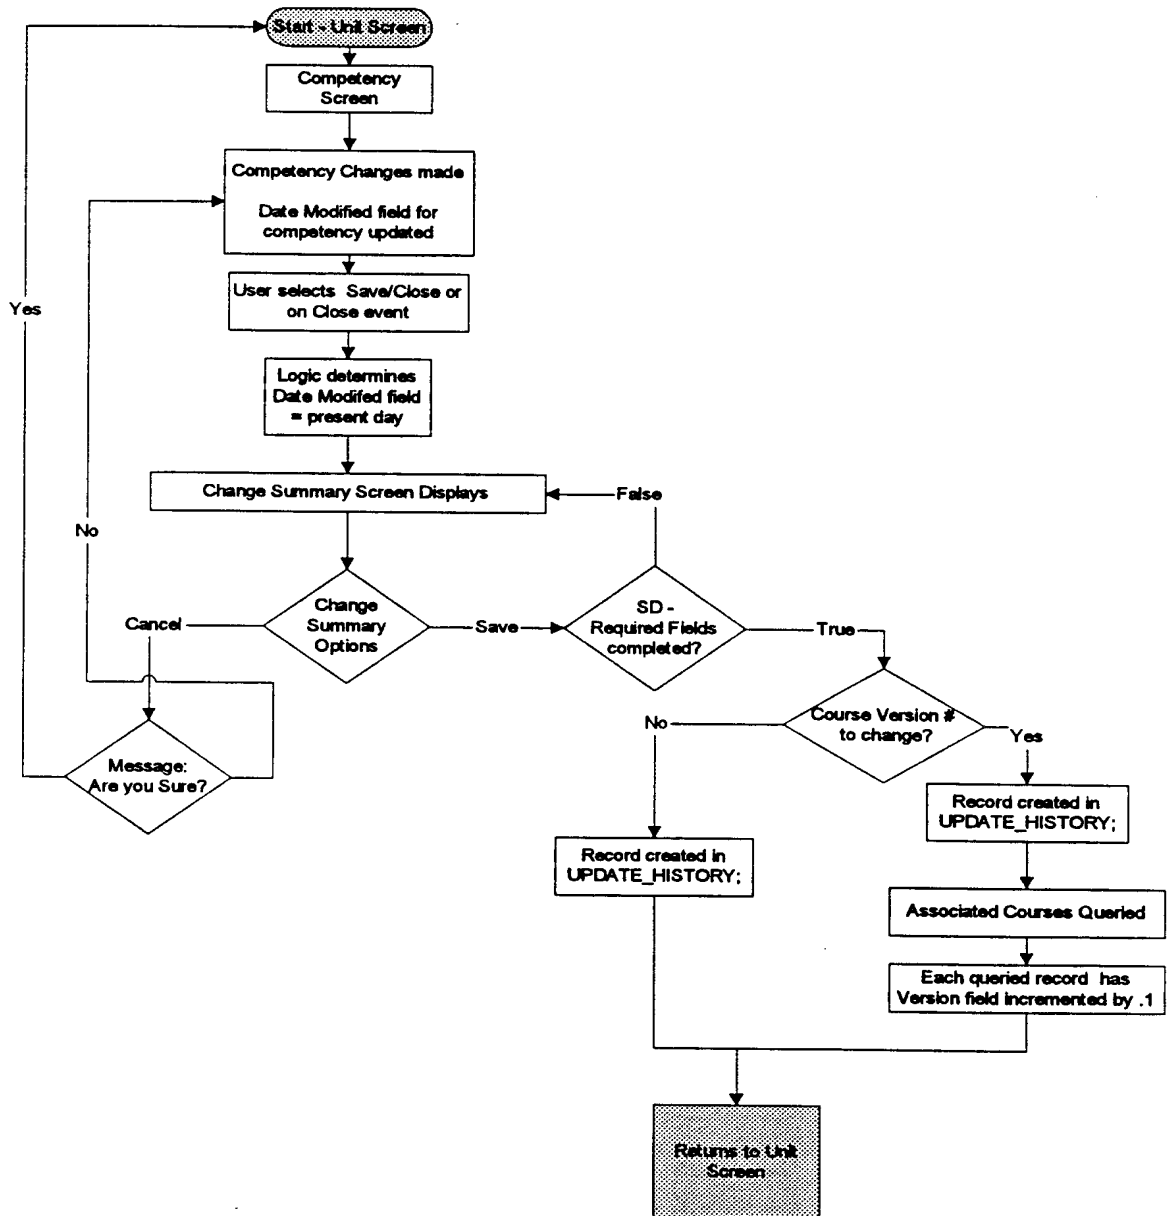 Start - Unit Screen
Competency
Screen
Competency Changes made
Date Modified field for
competency updated
Yes
User selects Save/Close or
on Close event
Logic determines
Date Modifed field
= present day
Change Summary Screen Displays
False
No
Change
Summary
Options
Cancel
Save
SD -
Required Fields
completed?
True
Course Version #
to change?
No
Yes
Message:
Are you Sure?
Record created in
UPDATE_HISTORY;
Record created in
UPDATE_HISTORY;
Associated Courses Queried
Each queried record has
Version field incremented by .1
Returns to Unit
Screen